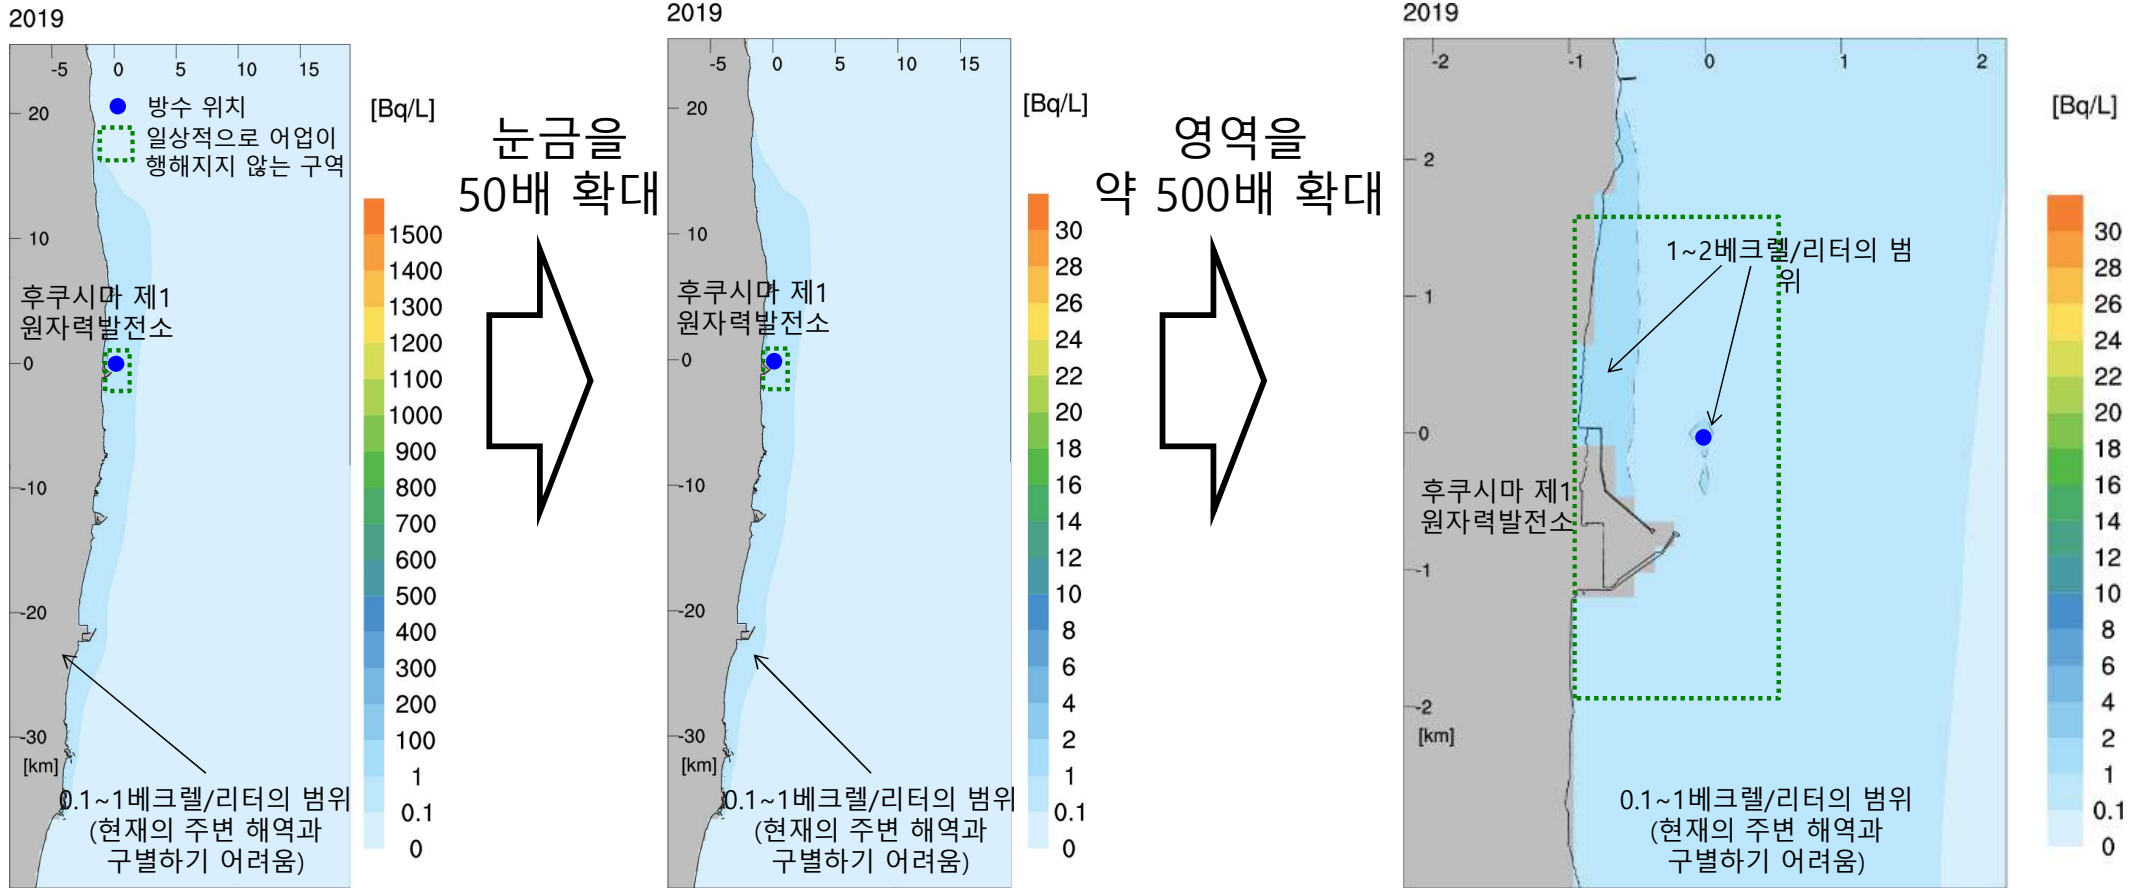 2019
-5 0 5 10 15
20
10
0
-10
-20
-30
[km]
방수 위치
일상적으로 어업이
행해지지 않는 구역
후쿠시마 제1
원자력발전소
0.1~1베크렐/리터의 범위
(현재의 주변 해역과
구별하기 어려움)
[Bq/L]
1500
1400
1300
1200
1100
1000
900
800
700
600
500
400
300
200
100
1
0.1
0
눈금을
50배 확대
2019
-5 0 5 10 15
20
10
0
-10
-20
-30
[km]
후쿠시마 제1
원자력발전소
0.1~1베크렐/리터의 범위
(현재의 주변 해역과
구별하기 어려움)
[Bq/L]
30
28
26
24
22
20
18
16
14
12
10
8
6
4
2
1
0.1
0
영역을
약 500배 확대
2019
-2 -1 0 1 2
2
1
0
-1
-2
[km]
1~2베크렐/리터의 범
위
후쿠시마 제1
원자력발전소
0.1~1베크렐/리터의 범위
(현재의 주변 해역과
구별하기 어려움)
[Bq/L]
30
28
26
24
22
20
18
16
14
12
10
8
6
4
2
1
0.1
0